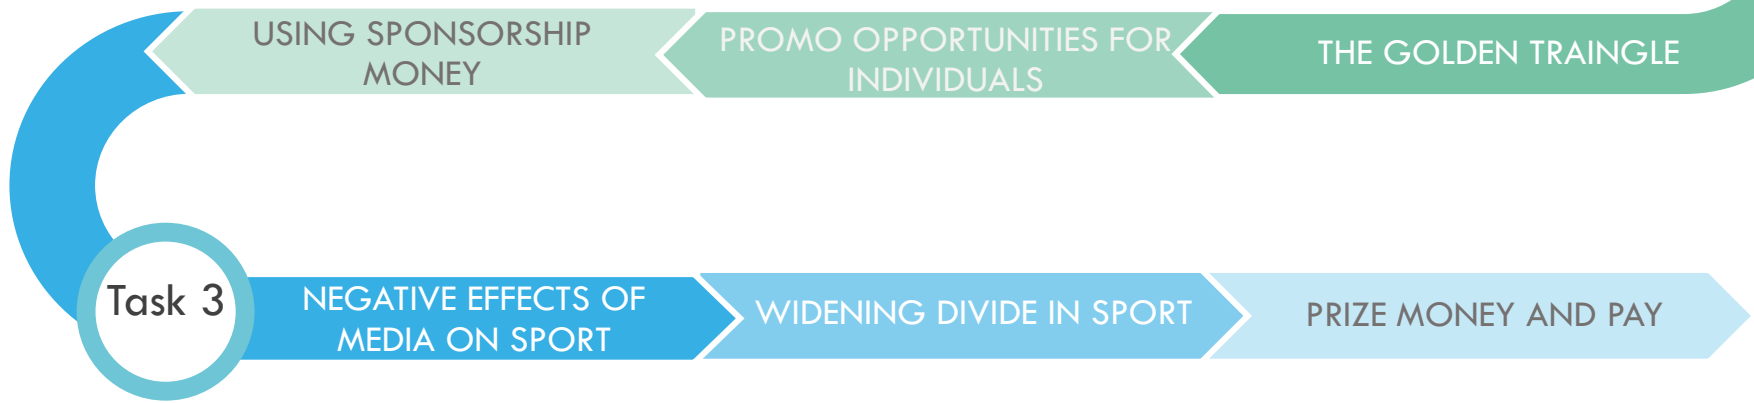 USING SPONSORSHIP
MONEY
PROMO OPPORTUNITIES FOR
INDIVIDUALS
THE GOLDEN TRAINGLE
Task 3
NEGATIVE EFFECTS OF
MEDIA ON SPORT
WIDENING DIVIDE IN SPORT
PRIZE MONEY AND PAY